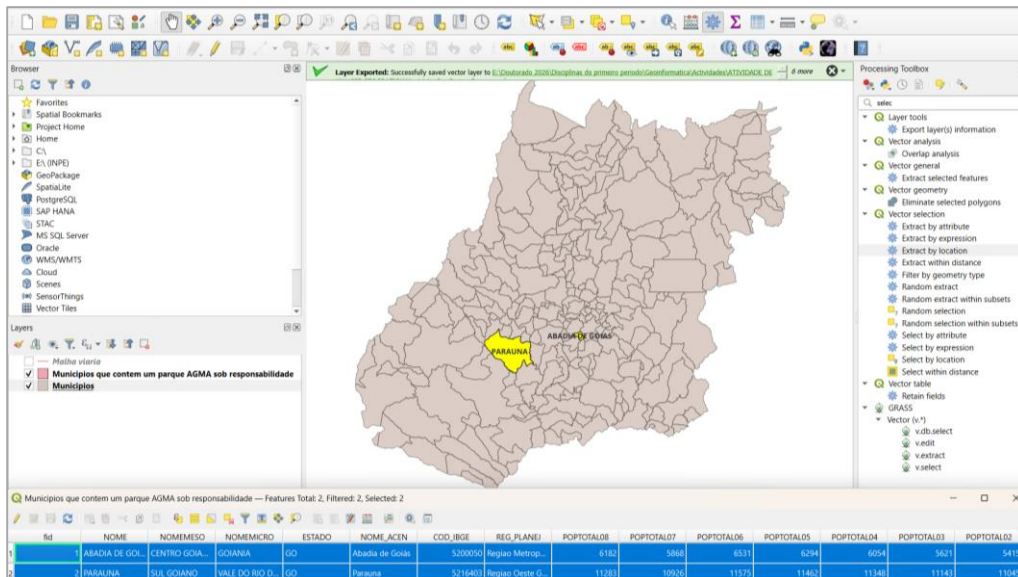 Browser
Favorites
Spatial Bookmarks
Project Home
Home
C:\
E:\ (INPE)
GeoPackage
SpatiaLite
PostgreSQL
SAP HANA
STAC
MS SQL Server
Oracle
WMS/WMTS
Cloud
Scenes
SensorThings
Vector Tiles
Layers
Malha viaria
Municipios que contem um parque AGMA sob responsabilidade
Municipios
Layer Exported: Successfully saved vector layer to E:\Doutorado 2026\Disciplinas do primeiro periodo\Geoinformatica\Actividades\ATIVIDADE DE
8 more
ABADIA DE GOIAS
PARAUNA
Processing Toolbox
selec
Layer tools
Export layer(s) information
Vector analysis
Overlap analysis
Vector general
Extract selected features
Vector geometry
Eliminate selected polygons
Vector selection
Extract by attribute
Extract by expression
Extract by location
Extract within distance
Filter by geometry type
Random extract
Random extract within subsets
Random selection
Random selection within subsets
Select by attribute
Select by expression
Select by location
Select within distance
Vector table
Retain fields
GRASS
Vector (v.*)
v.db.select
v.edit
v.extract
v.select
Municipios que contem um parque AGMA sob responsabilidade — Features Total: 2, Filtered: 2, Selected: 2
fid NOME NOMEMESO NOMEMICRO ESTADO NOME_ACEN COD_IBGE REG_PLANEJ POPTOTAL08 POPTOTAL07 POPTOTAL06 POPTOTAL05 POPTOTAL04 POPTOTAL03 POPTOTAL02
1 1 ABADIA DE GOI... CENTRO GOIA... GOIANIA GO Abadia de Goiás 5200050 Regiao Metrop... 6182 5868 6531 6294 6054 5621 5415
2 2 PARAUNA SUL GOIANO VALE DO RIO D... GO Parauna 5216403 Regiao Oeste G... 11283 10926 11575 11462 11348 11143 11045